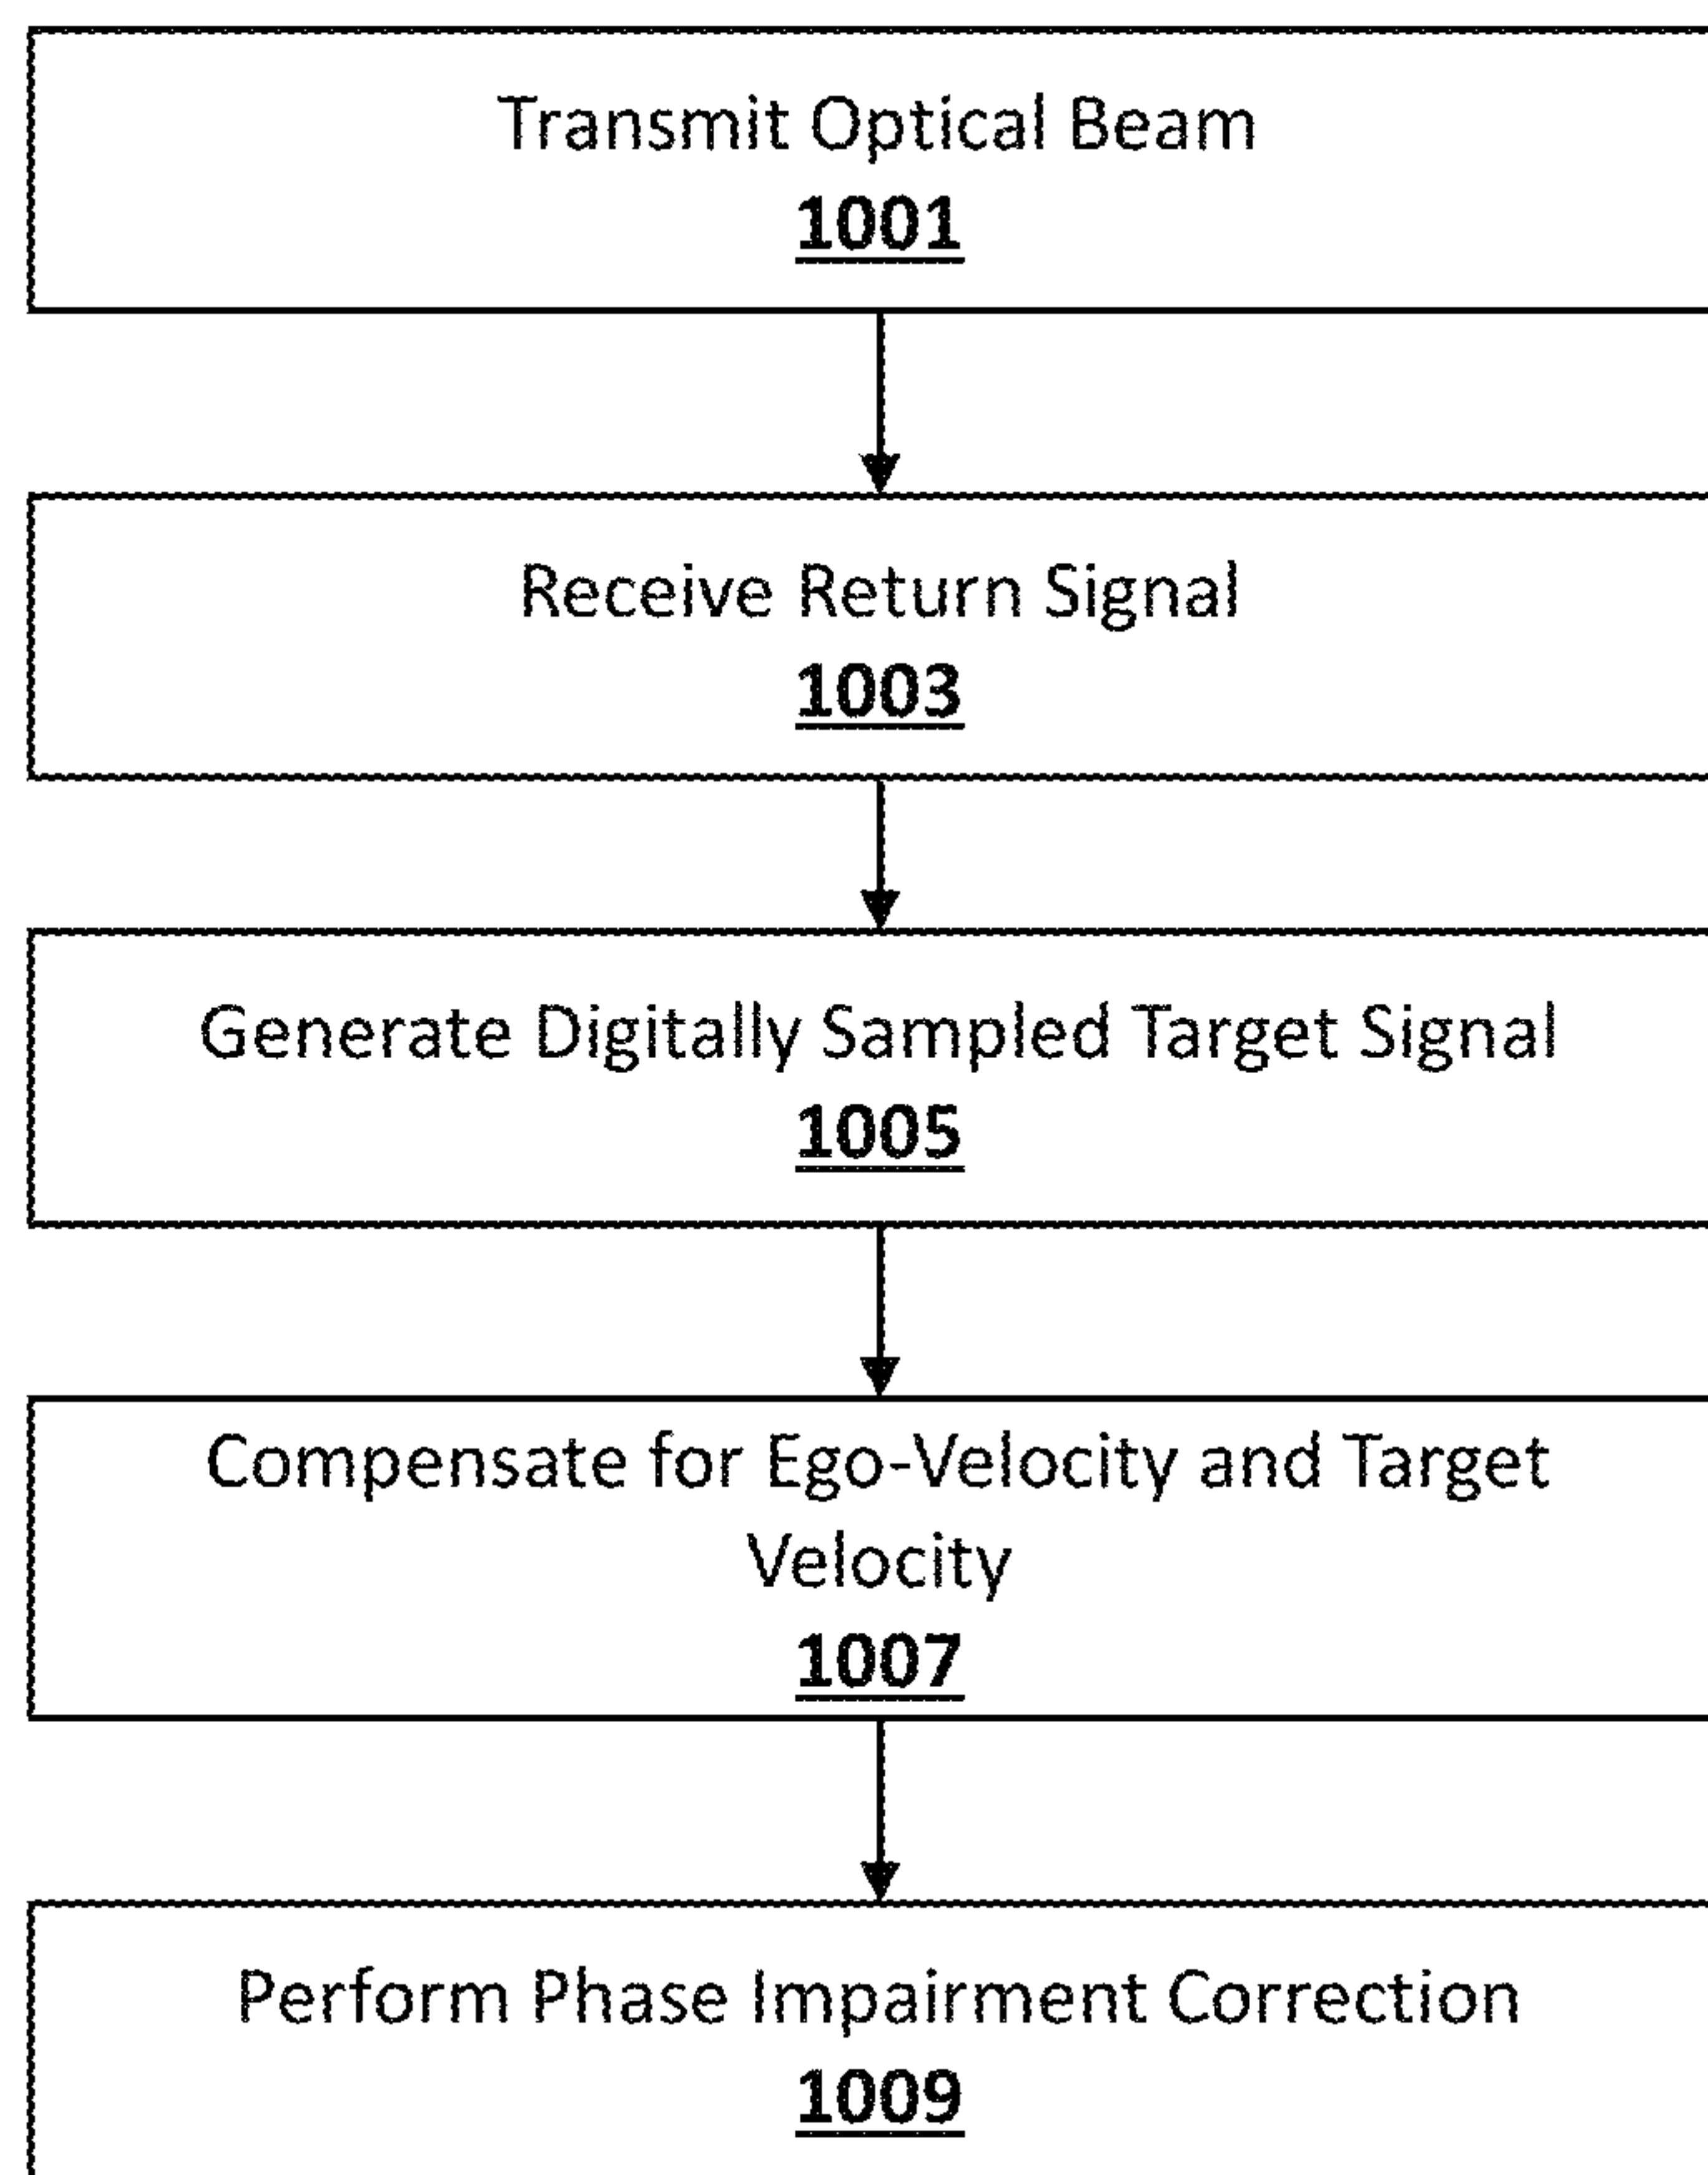 Transmit Optical Beam
1001
Receive Return Signal
1003
Generate Digitally Sampled Target Signal
1005
Compensate for Ego-Velocity and Target
Velocity
1007
Perform Phase Impairment Correction
1009